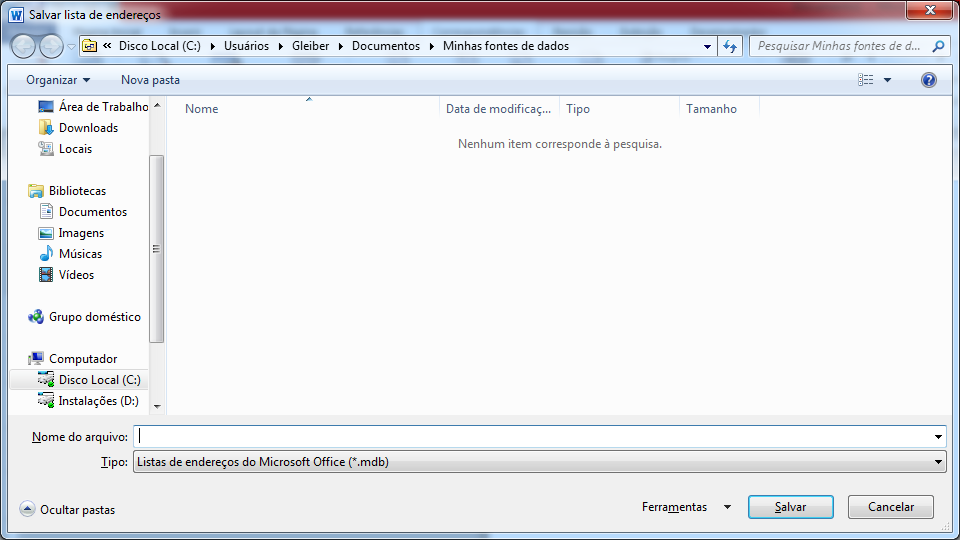 Salvar lista de endereços
« Disco Local (C:) Usuários Gleiber Documentos Minhas fontes de dados
Pesquisar Minhas fontes de d...
Organizar Nova pasta
Nome Data de modificaç... Tipo Tamanho
Nenhum item corresponde à pesquisa.
Área de Trabalho
Downloads
Locais
Bibliotecas
Documentos
Imagens
Músicas
Vídeos
Grupo doméstico
Computador
Disco Local (C:)
Instalações (D:)
Nome do arquivo:
Tipo: Listas de endereços do Microsoft Office (*.mdb)
Ocultar pastas Ferramentas Salvar Cancelar